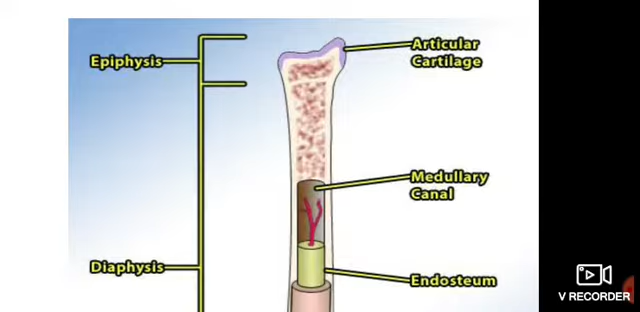 Epiphysis
Articular
Cartilage
Medullary
Canal
Diaphysis
Endosteum
V RECORDER